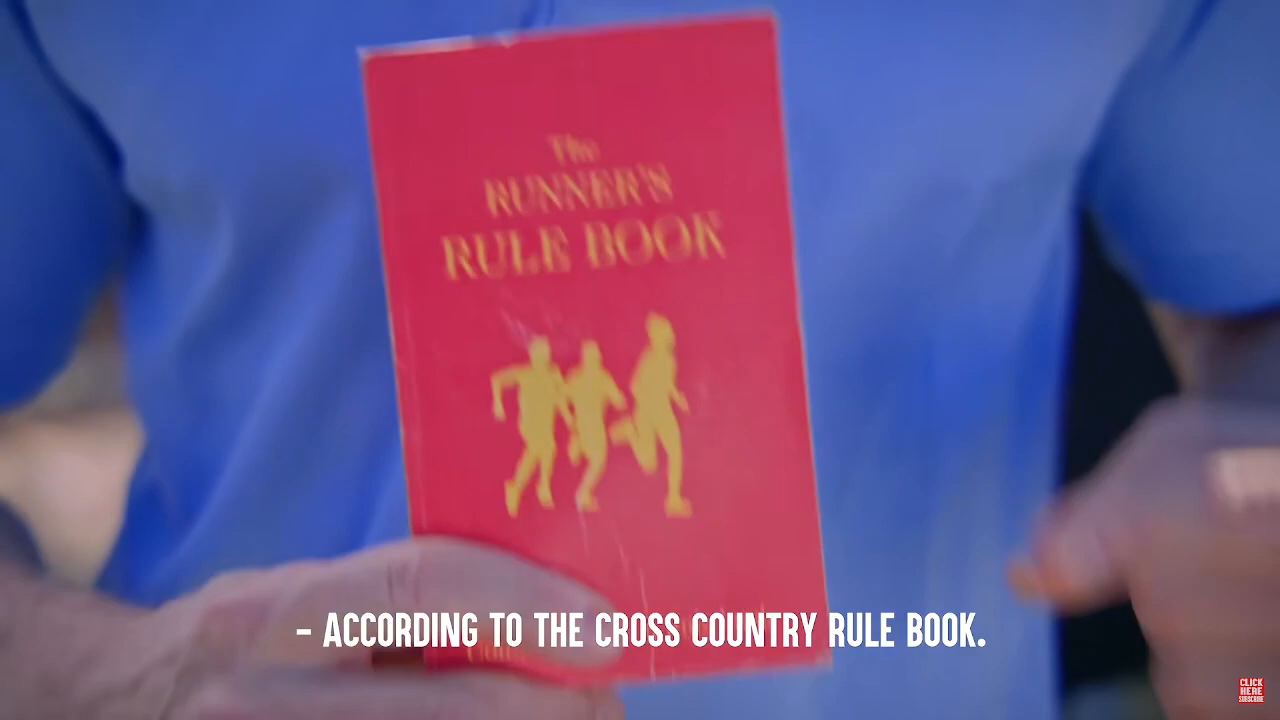 The
RUNNER'S
RULE BOOK
- ACCORDING TO THE CROSS COUNTRY RULE BOOK.
CLICK
HERE
SUBSCRIBE